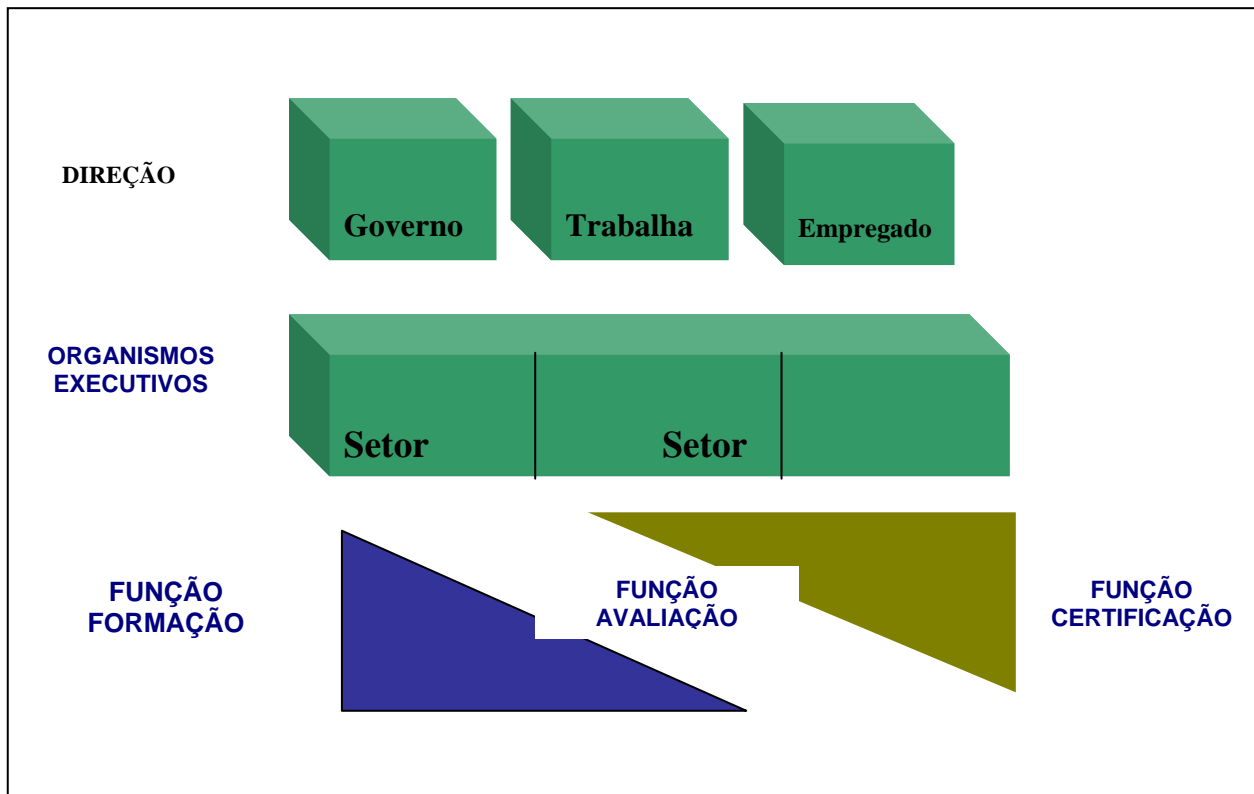 DIREÇÃO
Governo
Trabalha
Empregado
ORGANISMOS
EXECUTIVOS
Setor
Setor
FUNÇÃO
FORMAÇÃO
FUNÇÃO
AVALIAÇÃO
FUNÇÃO
CERTIFICAÇÃO